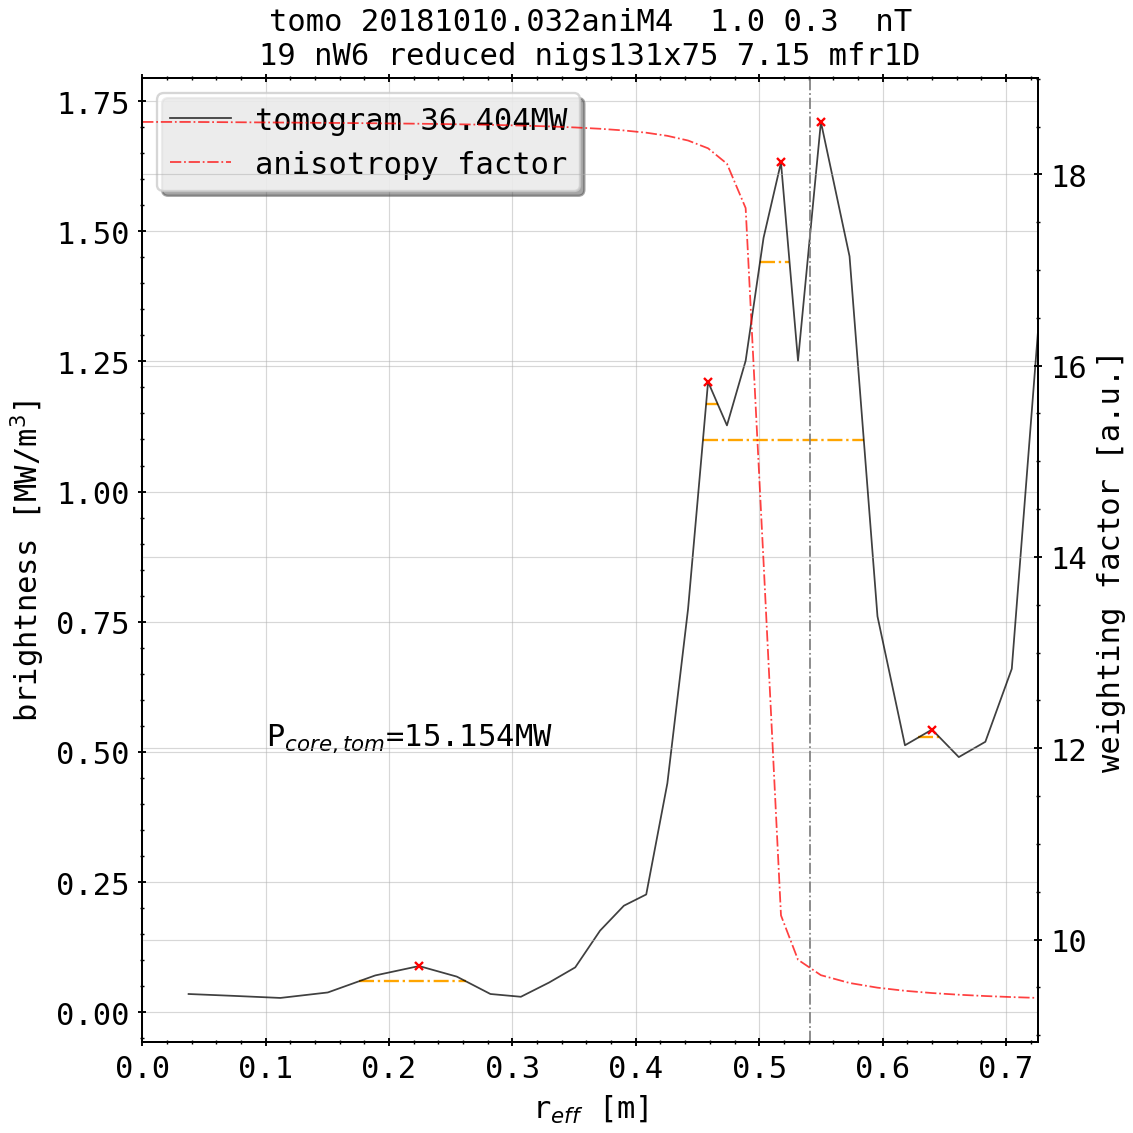 tomo 20181010.032aniM4  1.0 0.3  nT
19 nW6 reduced nigs131x75 7.15 mfr1D
tomogram 36.404MW
anisotropy factor
1.75
1.50
1.25
1.00
0.75
0.50
0.25
0.00
brightness [MW/m³]
P_core,tom=15.154MW
18
16
14
12
10
weighting factor [a.u.]
0.0 0.1 0.2 0.3 0.4 0.5 0.6 0.7
r_eff [m]